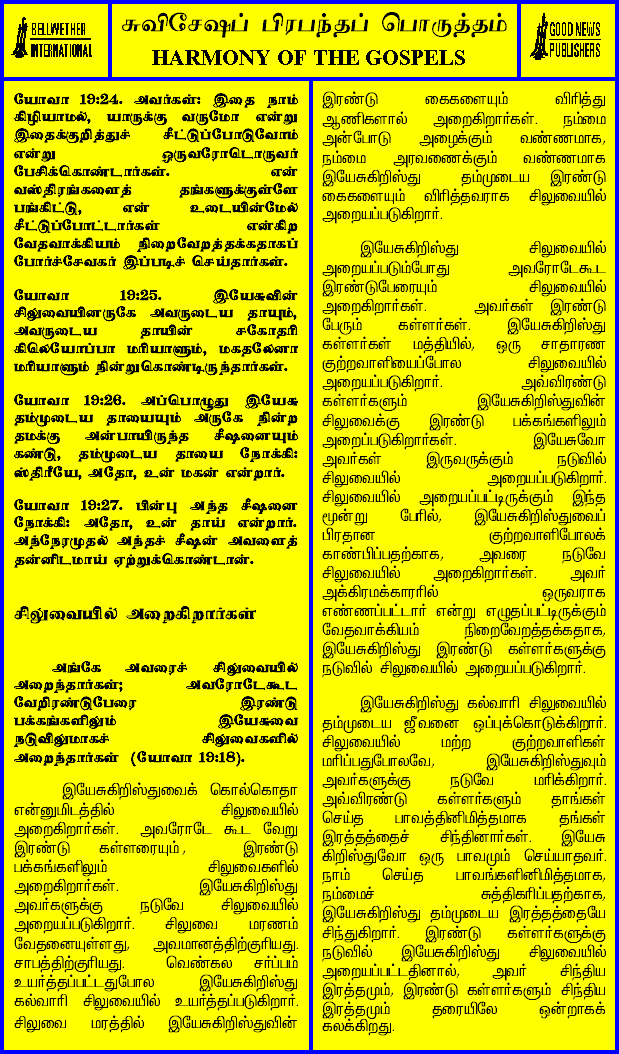 BELLWETHER
INTERNATIONAL
சுவிசேஷப் பிரபந்தப் பொருத்தம்
HARMONY OF THE GOSPELS
GOOD NEWS
PUBLISHERS
யோவா 19:24. அவர்கள்: இதை நாம்
கிழியாமல், யாருக்கு வருமோ என்று
இதைக்குறித்துச் சீட்டுப்போடுவோம்
என்று ஒருவரோடொருவர்
பேசிக்கொண்டார்கள். என்
வஸ்திரங்களைத் தங்களுக்குள்ளே
பங்கிட்டு, என் உடையின்மேல்
சீட்டுப்போட்டார்கள் என்கிற
வேதவாக்கியம் நிறைவேறத்தக்கதாகப்
போர்ச்சேவகர் இப்படிச் செய்தார்கள்.
யோவா 19:25. இயேசுவின்
சிலுவையினருகே அவருடைய தாயும்,
அவருடைய தாயின் சகோதரி
கிலெயோப்பா மரியாளும், மகதலேனா
மரியாளும் நின்றுகொண்டிருந்தார்கள்.
யோவா 19:26. அப்பொழுது இயேசு
தம்முடைய தாயையும் அருகே நின்ற
தமக்கு அன்பாயிருந்த சீஷனையும்
கண்டு, தம்முடைய தாயை நோக்கி:
ஸ்திரீயே, அதோ, உன் மகன் என்றார்.
யோவா 19:27. பின்பு அந்த சீஷனை
நோக்கி: அதோ, உன் தாய் என்றார்.
அந்நேரமுதல் அந்தச் சீஷன் அவளைத்
தன்னிடமாய் ஏற்றுக்கொண்டான்.
சிலுவையில் அறைகிறார்கள்
அங்கே அவரைச் சிலுவையில்
அறைந்தார்கள்; அவரோடேகூட
வேறிரண்டுபேரை இரண்டு
பக்கங்களிலும் இயேசுவை
நடுவிலுமாகச் சிலுவைகளில்
அறைந்தார்கள் (யோவா 19:18).
இயேசுகிறிஸ்துவைக் கொல்கொதா
என்னுமிடத்தில் சிலுவையில்
அறைகிறார்கள். அவரோடே கூட வேறு
இரண்டு கள்ளரையும், இரண்டு
பக்கங்களிலும் சிலுவைகளில்
அறைகிறார்கள். இயேசுகிறிஸ்து
அவர்களுக்கு நடுவே சிலுவையில்
அறையப்படுகிறார். சிலுவை மரணம்
வேதனையுள்ளது, அவமானத்திற்குரியது.
சாபத்திற்குரியது. வெண்கல சர்ப்பம்
உயர்த்தப்பட்டதுபோல இயேசுகிறிஸ்து
கல்வாரி சிலுவையில் உயர்த்தப்படுகிறார்.
சிலுவை மரத்தில் இயேசுகிறிஸ்துவின்
இரண்டு கைகளையும் விரித்து
ஆணிகளால் அறைகிறார்கள். நம்மை
அன்போடு அழைக்கும் வண்ணமாக,
நம்மை அரவணைக்கும் வண்ணமாக
இயேசுகிறிஸ்து தம்முடைய இரண்டு
கைகளையும் விரித்தவராக சிலுவையில்
அறையப்படுகிறார்.
இயேசுகிறிஸ்து சிலுவையில்
அறையப்படும்போது அவரோடேகூட
இரண்டுபேரையும் சிலுவையில்
அறைகிறார்கள். அவர்கள் இரண்டு
பேரும் கள்ளர்கள். இயேசுகிறிஸ்து
கள்ளர்கள் மத்தியில், ஒரு சாதாரண
குற்றவாளியைப்போல சிலுவையில்
அறையப்படுகிறார். அவ்விரண்டு
கள்ளர்களும் இயேசுகிறிஸ்துவின்
சிலுவைக்கு இரண்டு பக்கங்களிலும்
அறைப்படுகிறார்கள். இயேசுவோ
அவர்கள் இருவருக்கும் நடுவில்
சிலுவையில் அறையப்படுகிறார்.
சிலுவையில் அறையப்பட்டிருக்கும் இந்த
மூன்று பேரில், இயேசுகிறிஸ்துவைப்
பிரதான குற்றவாளிபோலக்
காண்பிப்பதற்காக, அவரை நடுவே
சிலுவையில் அறைகிறார்கள். அவர்
அக்கிரமக்காரரில் ஒருவராக
எண்ணப்பட்டார் என்று எழுதப்பட்டிருக்கும்
வேதவாக்கியம் நிறைவேறத்தக்கதாக,
இயேசுகிறிஸ்து இரண்டு கள்ளர்களுக்கு
நடுவில் சிலுவையில் அறையப்படுகிறார்.
இயேசுகிறிஸ்து கல்வாரி சிலுவையில்
தம்முடைய ஜீவனை ஒப்புக்கொடுக்கிறார்.
சிலுவையில் மற்ற குற்றவாளிகள்
மரிப்பதுபோலவே, இயேசுகிறிஸ்துவும்
அவர்களுக்கு நடுவே மரிக்கிறார்.
அவ்விரண்டு கள்ளர்களும் தாங்கள்
செய்த பாவத்தினிமித்தமாக தங்கள்
இரத்தத்தைச் சிந்தினார்கள். இயேசு
கிறிஸ்துவோ ஒரு பாவமும் செய்யாதவர்.
நாம் செய்த பாவங்களினிமித்தமாக,
நம்மைச் சுத்திகரிப்பதற்காக,
இயேசுகிறிஸ்து தம்முடைய இரத்தத்தையே
சிந்துகிறார். இரண்டு கள்ளர்களுக்கு
நடுவில் இயேசுகிறிஸ்து சிலுவையில்
அறையப்பட்டதினால், அவர் சிந்திய
இரத்தமும், இரண்டு கள்ளர்களும் சிந்திய
இரத்தமும் தரையிலே ஒன்றாகக்
கலக்கிறது.